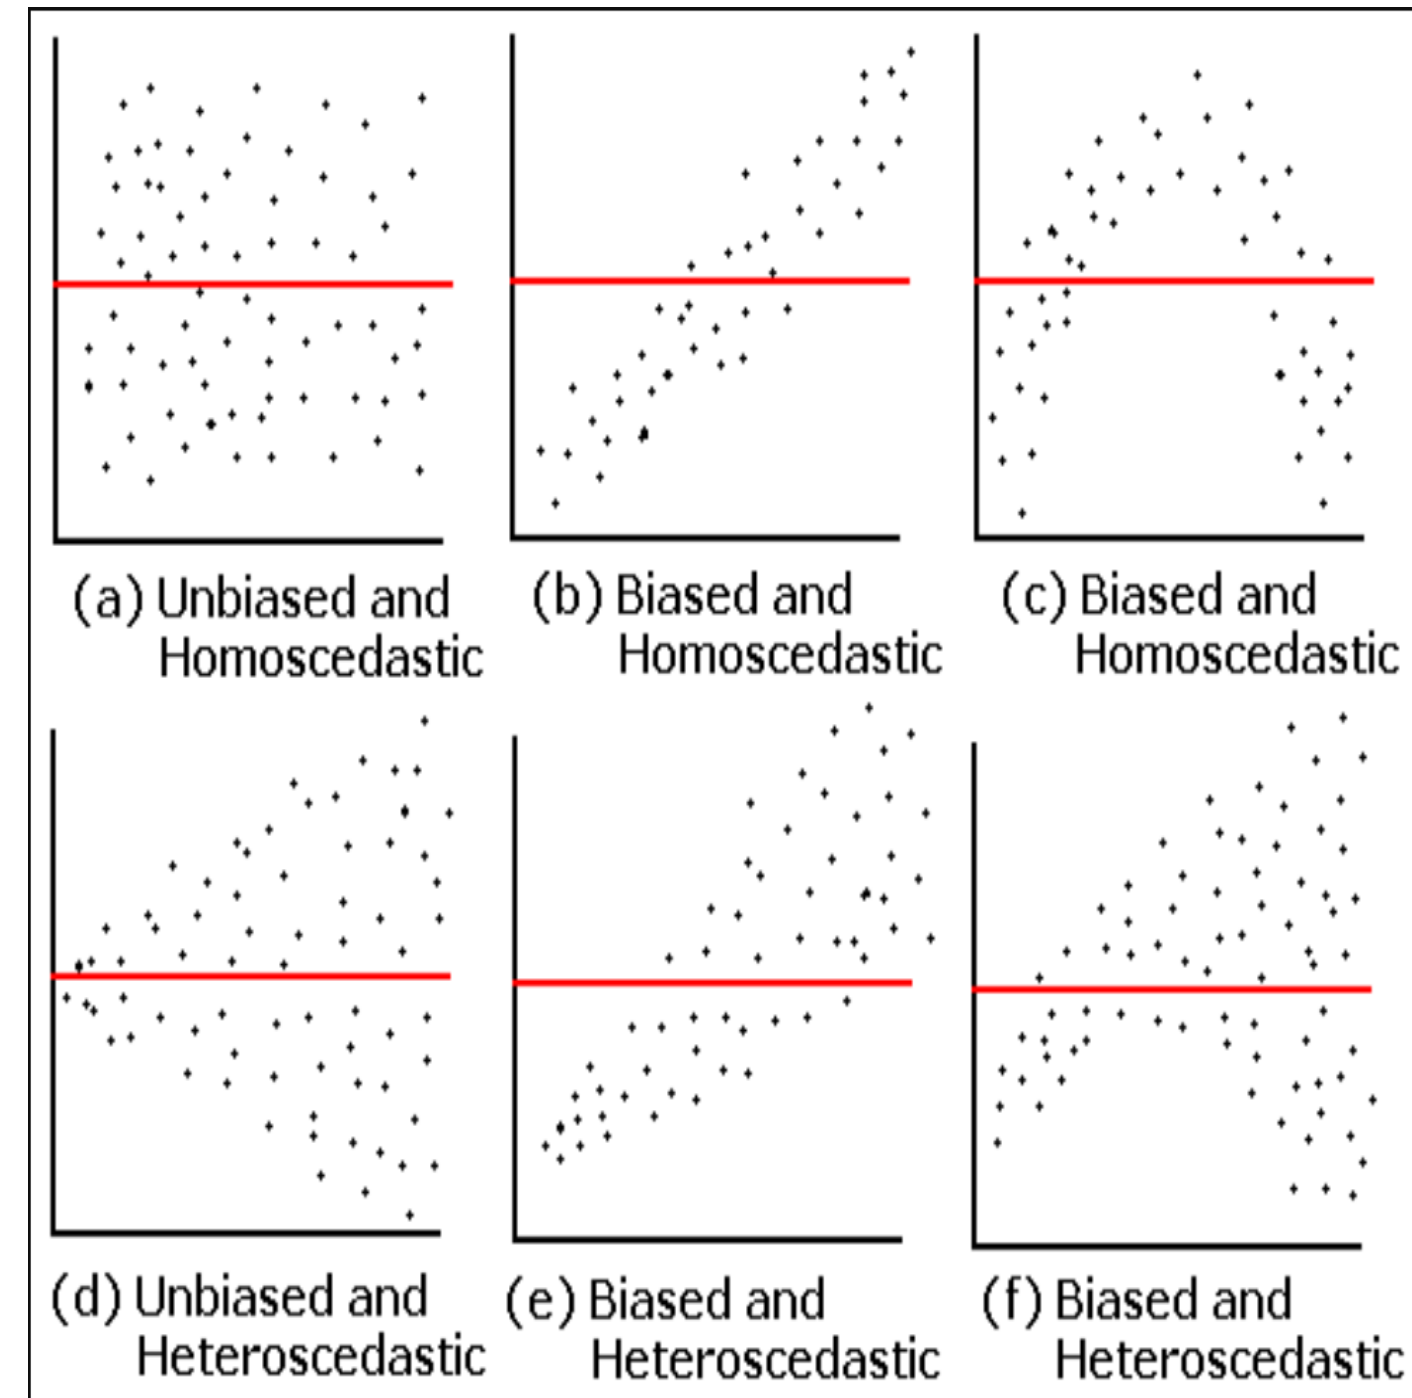 (a) Unbiased and
Homoscedastic
(b) Biased and
Homoscedastic
(c) Biased and
Homoscedastic
(d) Unbiased and
Heteroscedastic
(e) Biased and
Heteroscedastic
(f) Biased and
Heteroscedastic